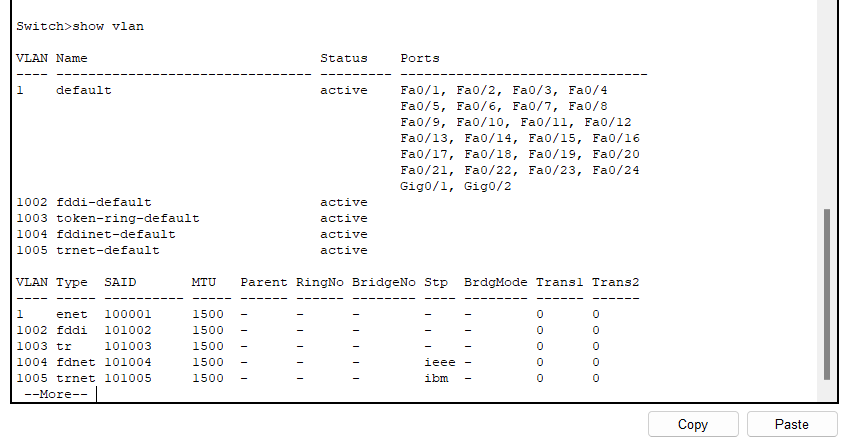 Switch>show vlan
VLAN Name                             Status    Ports
---- -------------------------------- --------- -------------------------------
1    default                          active    Fa0/1, Fa0/2, Fa0/3, Fa0/4
                                                Fa0/5, Fa0/6, Fa0/7, Fa0/8
                                                Fa0/9, Fa0/10, Fa0/11, Fa0/12
                                                Fa0/13, Fa0/14, Fa0/15, Fa0/16
                                                Fa0/17, Fa0/18, Fa0/19, Fa0/20
                                                Fa0/21, Fa0/22, Fa0/23, Fa0/24
                                                Gig0/1, Gig0/2
1002 fddi-default                     active
1003 token-ring-default               active
1004 fddinet-default                  active
1005 trnet-default                    active
VLAN Type  SAID       MTU   Parent RingNo BridgeNo Stp  BrdgMode Trans1 Trans2
---- ----- ---------- ----- ------ ------ -------- ---- -------- ------ ------
1    enet  100001     1500  -      -      -        -    -        0      0
1002 fddi  101002     1500  -      -      -        -    -        0      0
1003 tr    101003     1500  -      -      -        -    -        0      0
1004 fdnet 101004     1500  -      -      -        ieee -        0      0
1005 trnet 101005     1500  -      -      -        ibm  -        0      0
 --More--
Copy Paste